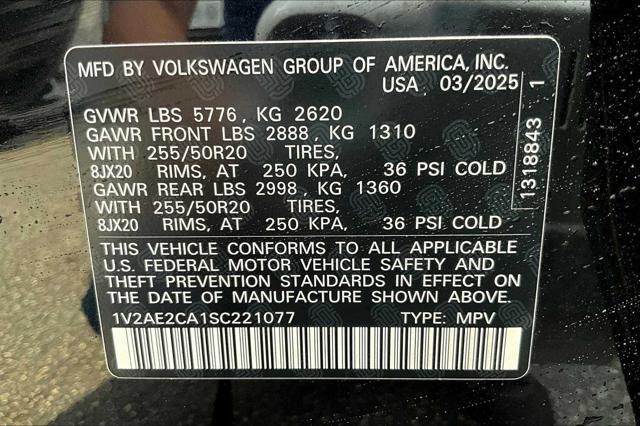 MFD BY VOLKSWAGEN GROUP OF AMERICA, INC.
USA 03/2025
GVWR LBS 5776, KG 2620
GAWR FRONT LBS 2888, KG 1310
WITH 255/50R20 TIRES,
8JX20 RIMS, AT 250 KPA, 36 PSI COLD
GAWR REAR LBS 2998, KG 1360
WITH 255/50R20 TIRES,
8JX20 RIMS, AT 250 KPA, 36 PSI COLD
THIS VEHICLE CONFORMS TO ALL APPLICABLE
U.S. FEDERAL MOTOR VEHICLE SAFETY AND
THEFT PREVENTION STANDARDS IN EFFECT ON
THE DATE OF MANUFACTURE SHOWN ABOVE.
1V2AE2CA1SC221077 TYPE: MPV
1318843 1